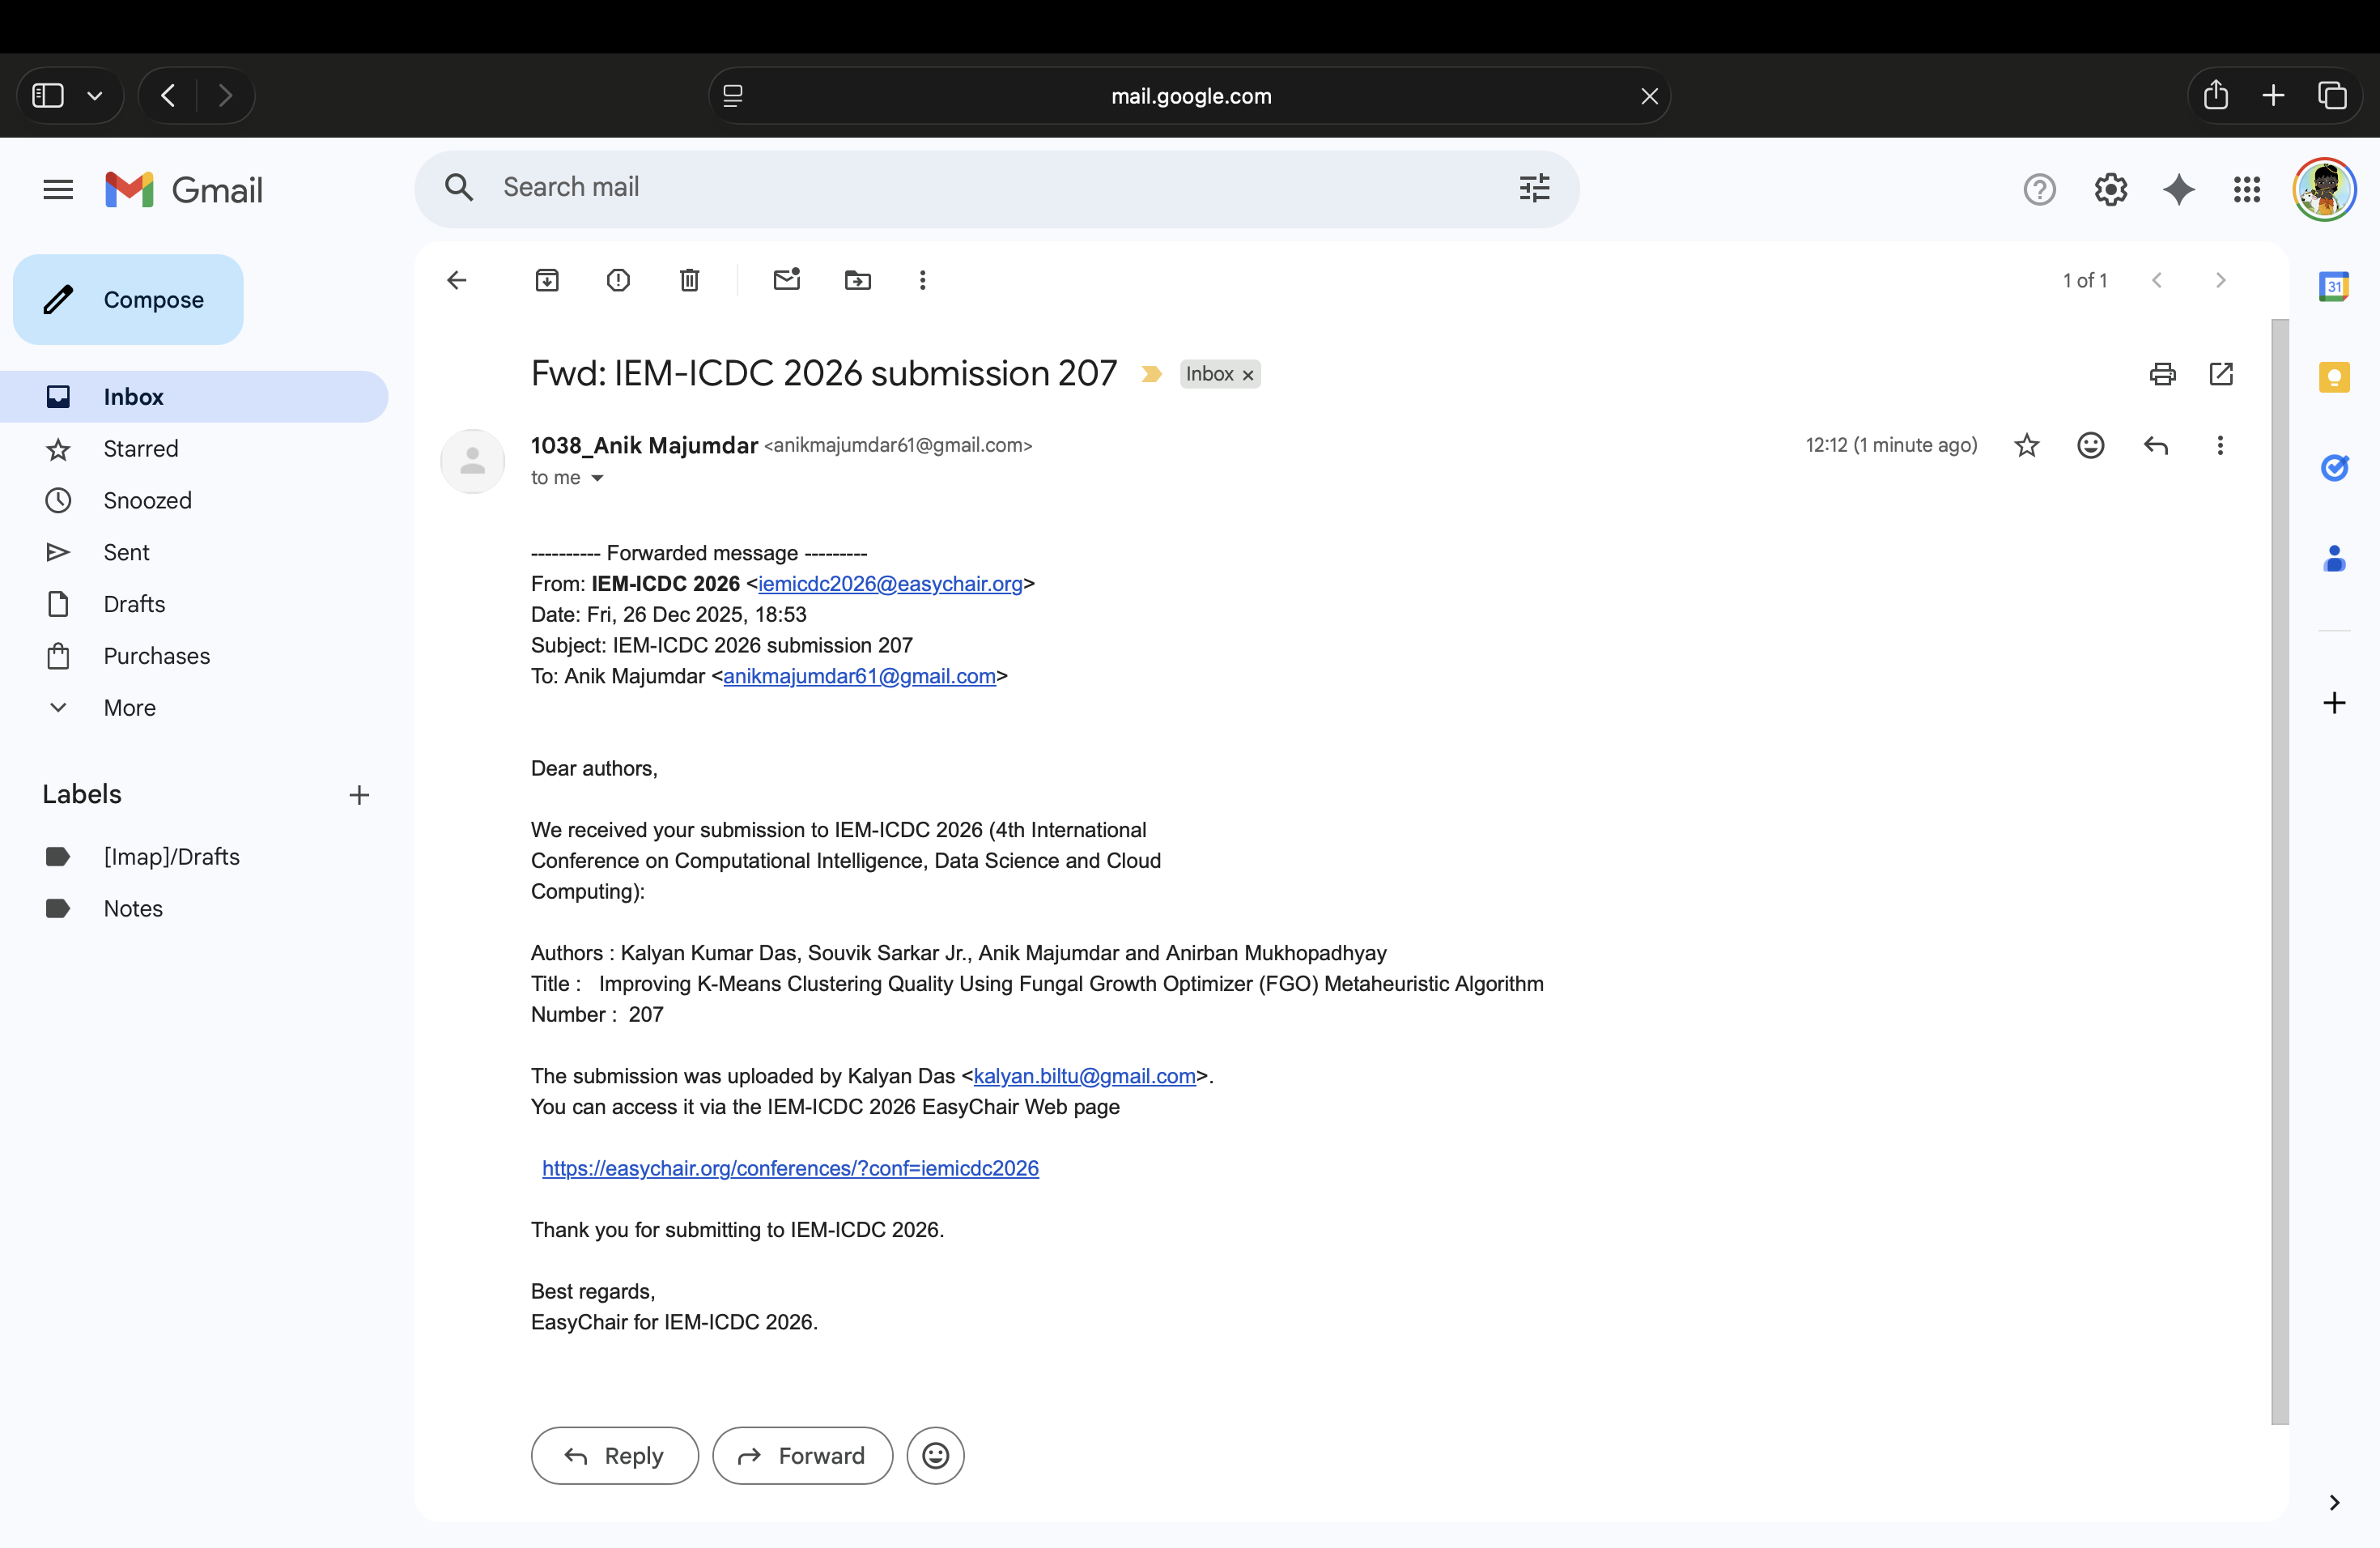 mail.google.com
Gmail
Search mail
Compose
Inbox
Starred
Snoozed
Sent
Drafts
Purchases
More
Labels
[Imap]/Drafts
Notes
1 of 1
Fwd: IEM-ICDC 2026 submission 207
Inbox
1038_Anik Majumdar <anikmajumdar61@gmail.com>
12:12 (1 minute ago)
to me
---------- Forwarded message ---------
From: IEM-ICDC 2026 <iemicdc2026@easychair.org>
Date: Fri, 26 Dec 2025, 18:53
Subject: IEM-ICDC 2026 submission 207
To: Anik Majumdar <anikmajumdar61@gmail.com>
Dear authors,
We received your submission to IEM-ICDC 2026 (4th International
Conference on Computational Intelligence, Data Science and Cloud
Computing):
Authors : Kalyan Kumar Das, Souvik Sarkar Jr., Anik Majumdar and Anirban Mukhopadhyay
Title : Improving K-Means Clustering Quality Using Fungal Growth Optimizer (FGO) Metaheuristic Algorithm
Number : 207
The submission was uploaded by Kalyan Das <kalyan.biltu@gmail.com>.
You can access it via the IEM-ICDC 2026 EasyChair Web page
https://easychair.org/conferences/?conf=iemicdc2026
Thank you for submitting to IEM-ICDC 2026.
Best regards,
EasyChair for IEM-ICDC 2026.
Reply
Forward
31